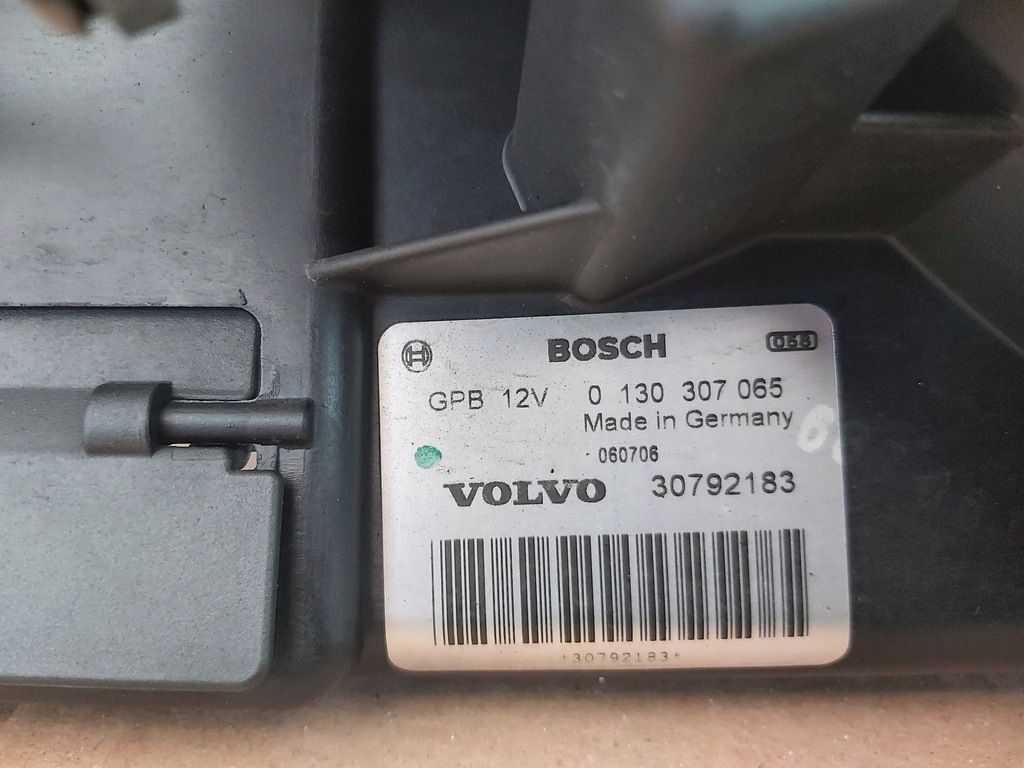 BOSCH 068
GPB 12V 0 130 307 065
Made in Germany
060706
VOLVO 30792183
*30792183*